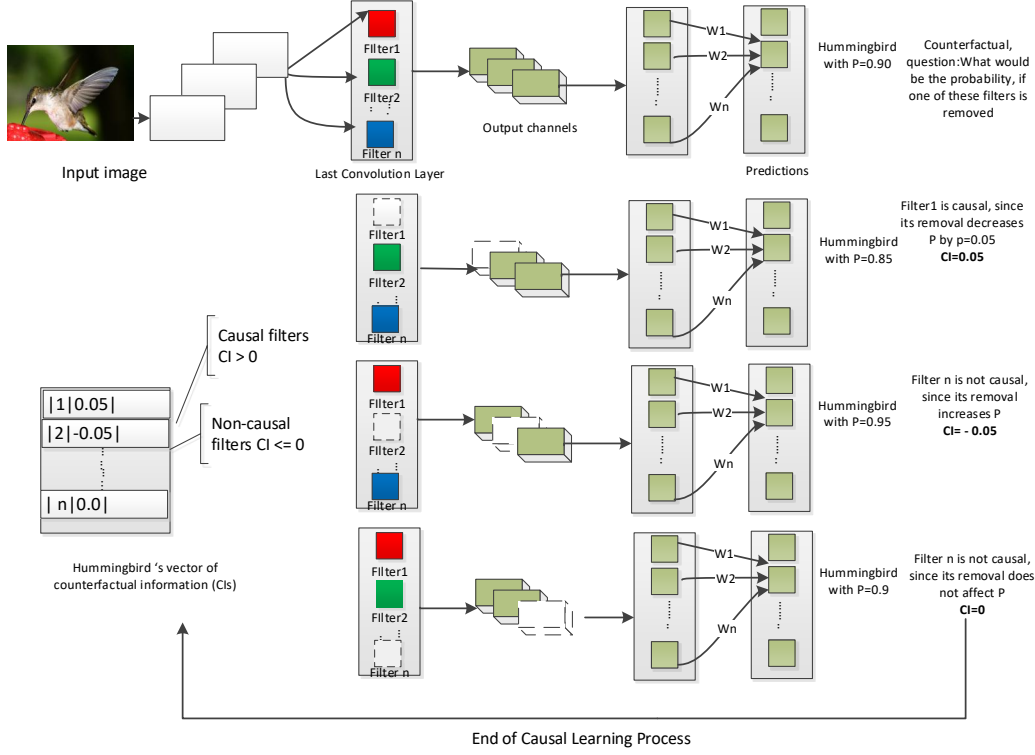 Input image
FIlter1
FIlter2
Filter n
Last Convolution Layer
Output channels
W1
W2
Wn
Predictions
Hummingbird
with P=0.90
Counterfactual,
question:What would
be the probability, if
one of these filters is
removed
FIlter1
FIlter2
Filter n
W1
W2
Wn
Hummingbird
with P=0.85
Filter1 is causal, since
its removal decreases
P by p=0.05
CI=0.05
Causal filters
CI > 0
Non-causal
filters CI <= 0
|1|0.05|
|2|-0.05|
| n|0.0|
Hummingbird ‘s vector of
counterfactual information (CIs)
FIlter1
FIlter2
Filter n
W1
W2
Wn
Hummingbird
with P=0.95
Filter n is not causal,
since its removal
increases P
CI= - 0.05
FIlter1
FIlter2
Filter n
W1
W2
Wn
Hummingbird
with P=0.9
Filter n is not causal,
since its removal does
not affect P
CI=0
End of Causal Learning Process